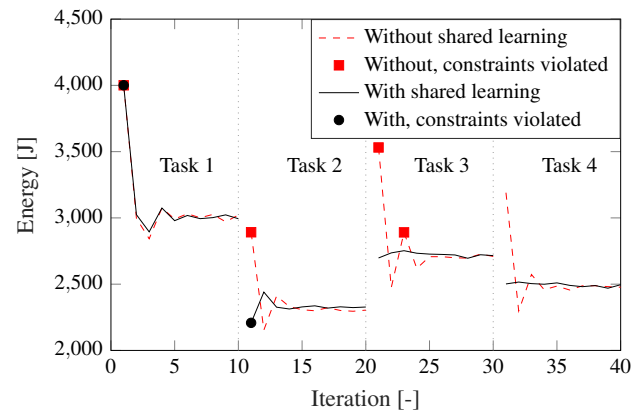 4,500
4,000
3,500
3,000
2,500
2,000
Energy [J]
Without shared learning
Without, constraints violated
With shared learning
With, constraints violated
Task 1
Task 2
Task 3
Task 4
0 5 10 15 20 25 30 35 40
Iteration [-]